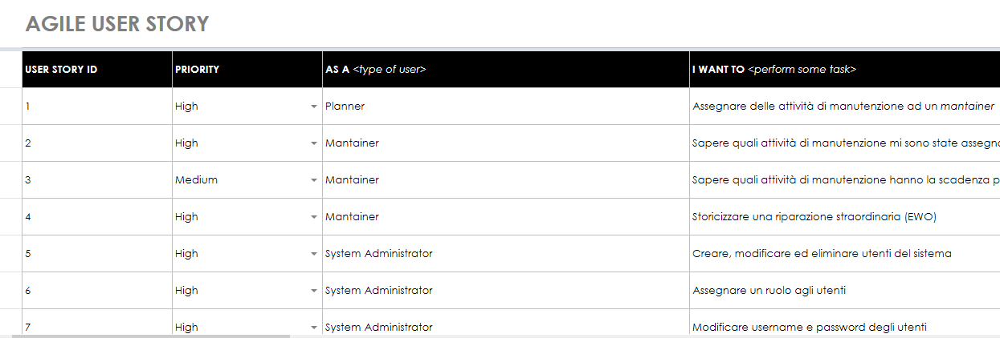 AGILE USER STORY
USER STORY ID PRIORITY AS A <type of user> I WANT TO <perform some task>
1 High Planner Assegnare delle attività di manutenzione ad un mantainer
2 High Mantainer Sapere quali attività di manutenzione mi sono state
3 Medium Mantainer Sapere quali attività di manutenzione hanno la scadenza
4 High Mantainer Storicizzare una riparazione straordinaria (EWO)
5 High System Administrator Creare, modificare ed eliminare utenti del sistema
6 High System Administrator Assegnare un ruolo agli utenti
7 High System Administrator Modificare username e password degli utenti